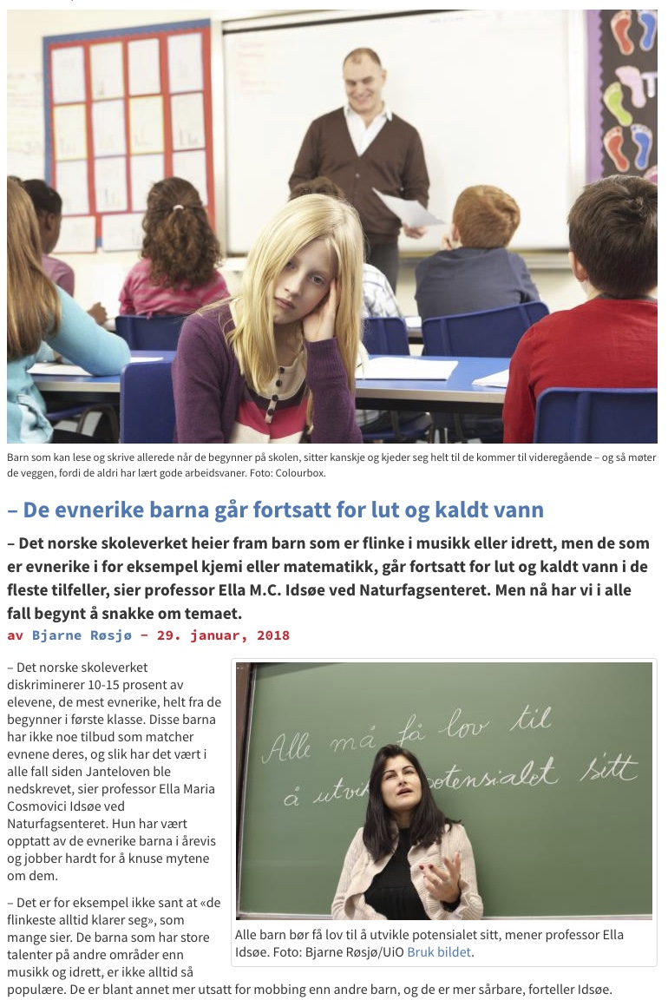 Barn som kan lese og skrive allerede når de begynner på skolen, sitter kanskje og kjeder seg helt til de kommer til videregående – og så møter
de veggen, fordi de aldri har lært gode arbeidsvaner. Foto: Colourbox.
– De evnerike barna går fortsatt for lut og kaldt vann
– Det norske skoleverket heier fram barn som er flinke i musikk eller idrett, men de som
er evnerike i for eksempel kjemi eller matematikk, går fortsatt for lut og kaldt vann i de
fleste tilfeller, sier professor Ella M.C. Idsøe ved Naturfagsenteret. Men nå har vi i alle
fall begynt å snakke om temaet.
av Bjarne Røsjø – 29. januar, 2018
– Det norske skoleverket
diskriminerer 10-15 prosent av
elevene, de mest evnerike, helt fra de
begynner i første klasse. Disse barna
har ikke noe tilbud som matcher
evnene deres, og slik har det vært i
alle fall siden Janteloven ble
nedskrevet, sier professor Ella Maria
Cosmovici Idsøe ved
Naturfagsenteret. Hun har vært
opptatt av de evnerike barna i årevis
og jobber hardt for å knuse mytene
om dem.
– Det er for eksempel ikke sant at «de
flinkeste alltid klarer seg», som
mange sier. De barna som har store
talenter på andre områder enn
musikk og idrett, er ikke alltid så
populære. De er blant annet mer utsatt for mobbing enn andre barn, og de er mer sårbare, forteller Idsøe.
Alle må få lov til
å utvik potensialet sitt
Alle barn bør få lov til å utvikle potensialet sitt, mener professor Ella
Idsøe. Foto: Bjarne Røsjø/UiO Bruk bildet.